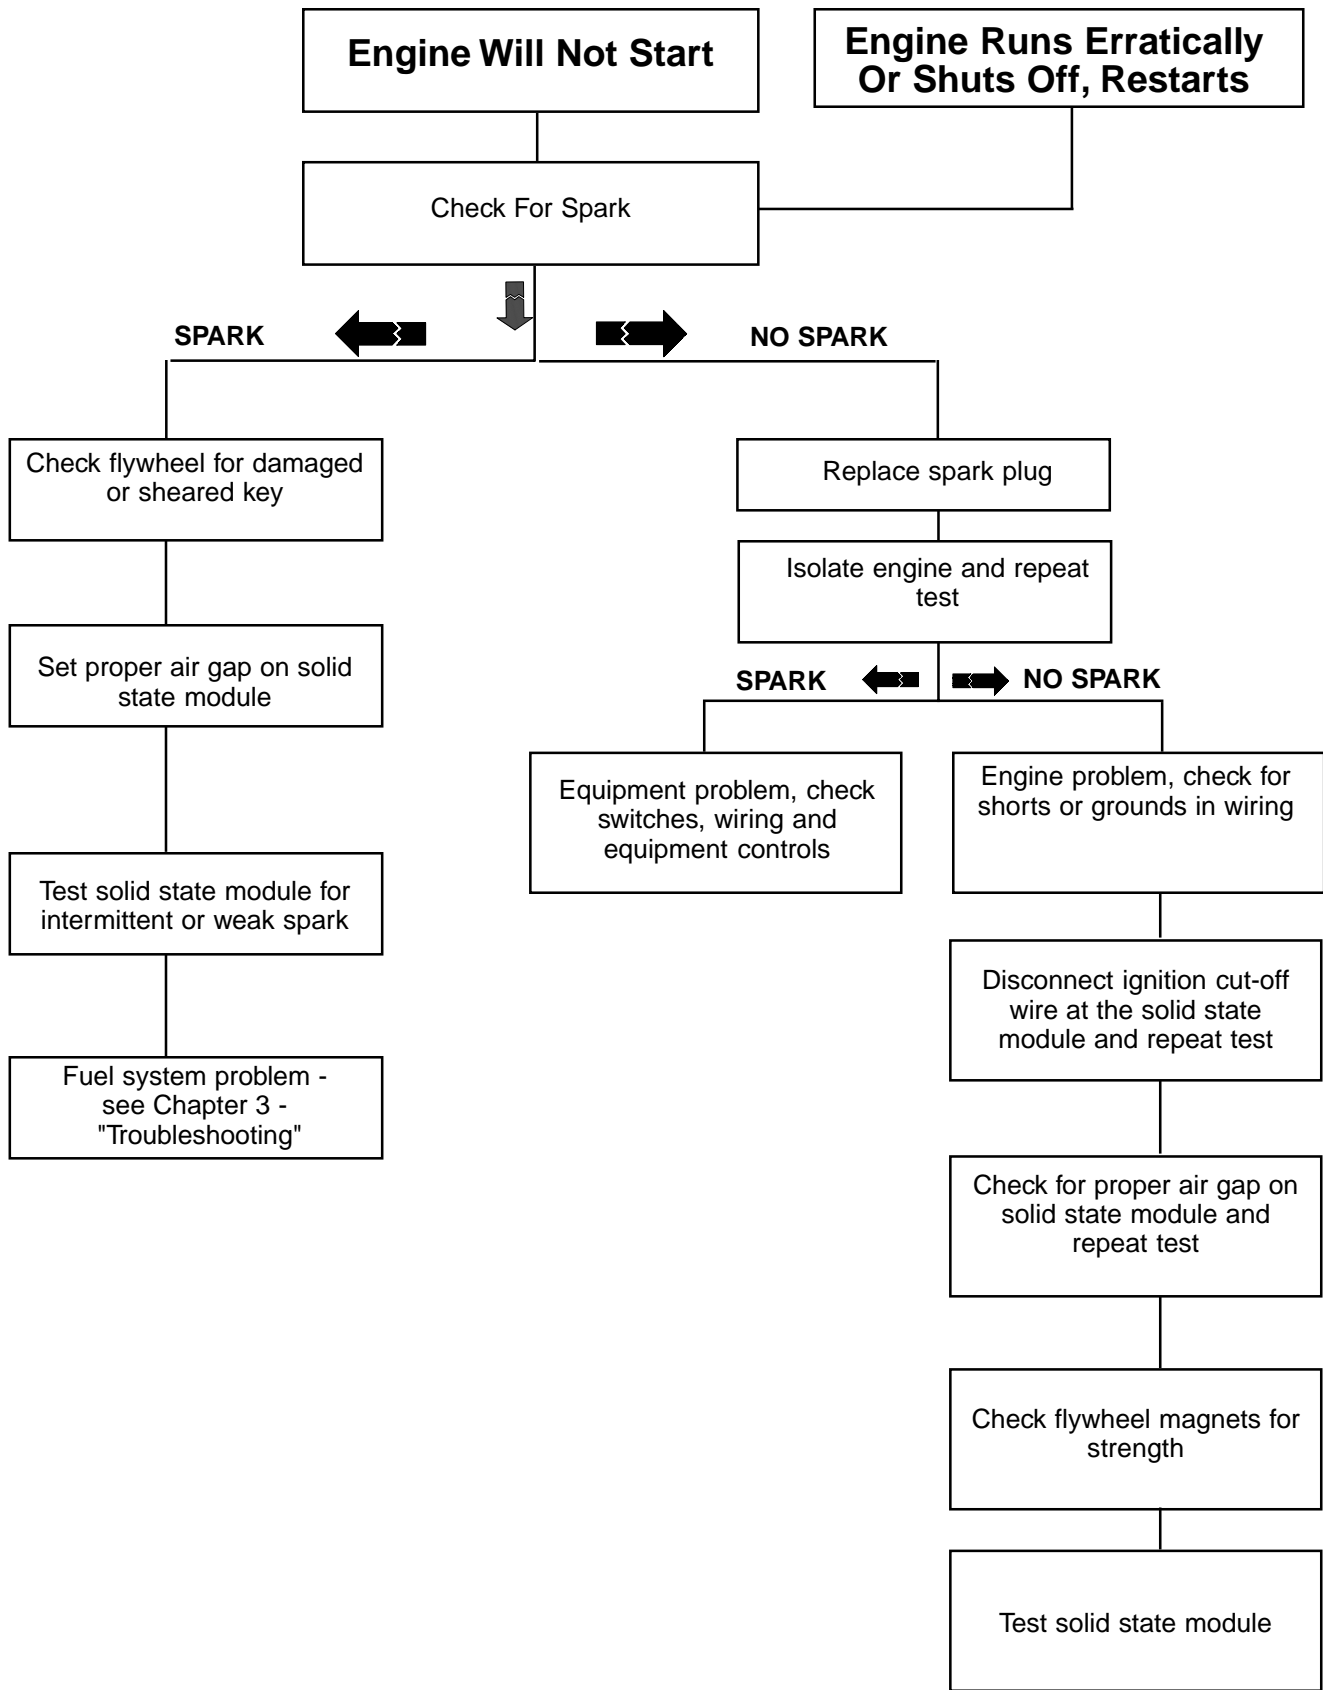 Engine Will Not Start
Engine Runs Erratically
Or Shuts Off, Restarts
Check For Spark
SPARK
NO SPARK
Check flywheel for damaged
or sheared key
Set proper air gap on solid
state module
Test solid state module for
intermittent or weak spark
Fuel system problem -
see Chapter 3 -
"Troubleshooting"
Replace spark plug
Isolate engine and repeat
test
SPARK
NO SPARK
Equipment problem, check
switches, wiring and
equipment controls
Engine problem, check for
shorts or grounds in wiring
Disconnect ignition cut-off
wire at the solid state
module and repeat test
Check for proper air gap on
solid state module and
repeat test
Check flywheel magnets for
strength
Test solid state module